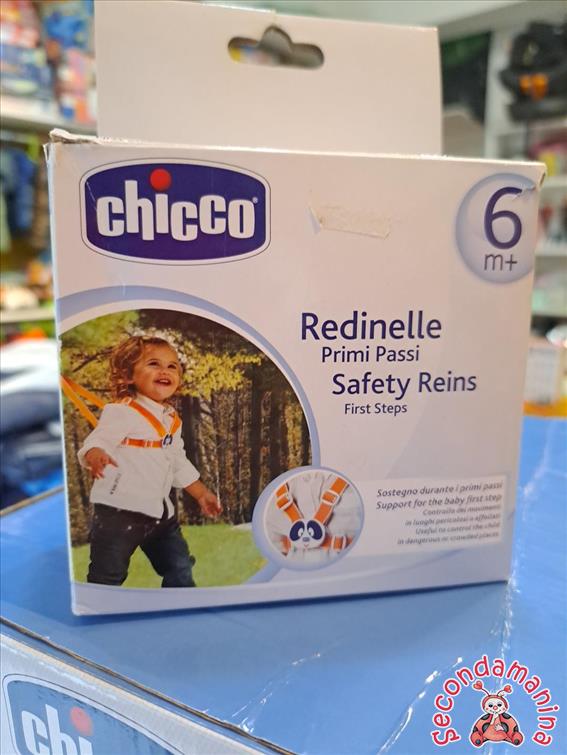 chicco
6
m+
Redinelle
Primi Passi
Safety Reins
First Steps
Sostegno durante i primi passi
Support for the baby first step
Controllo dei movimenti
in luoghi pericolosi o affollati
Useful to control the child
in dangerous or crowded places
chi
secondamanina